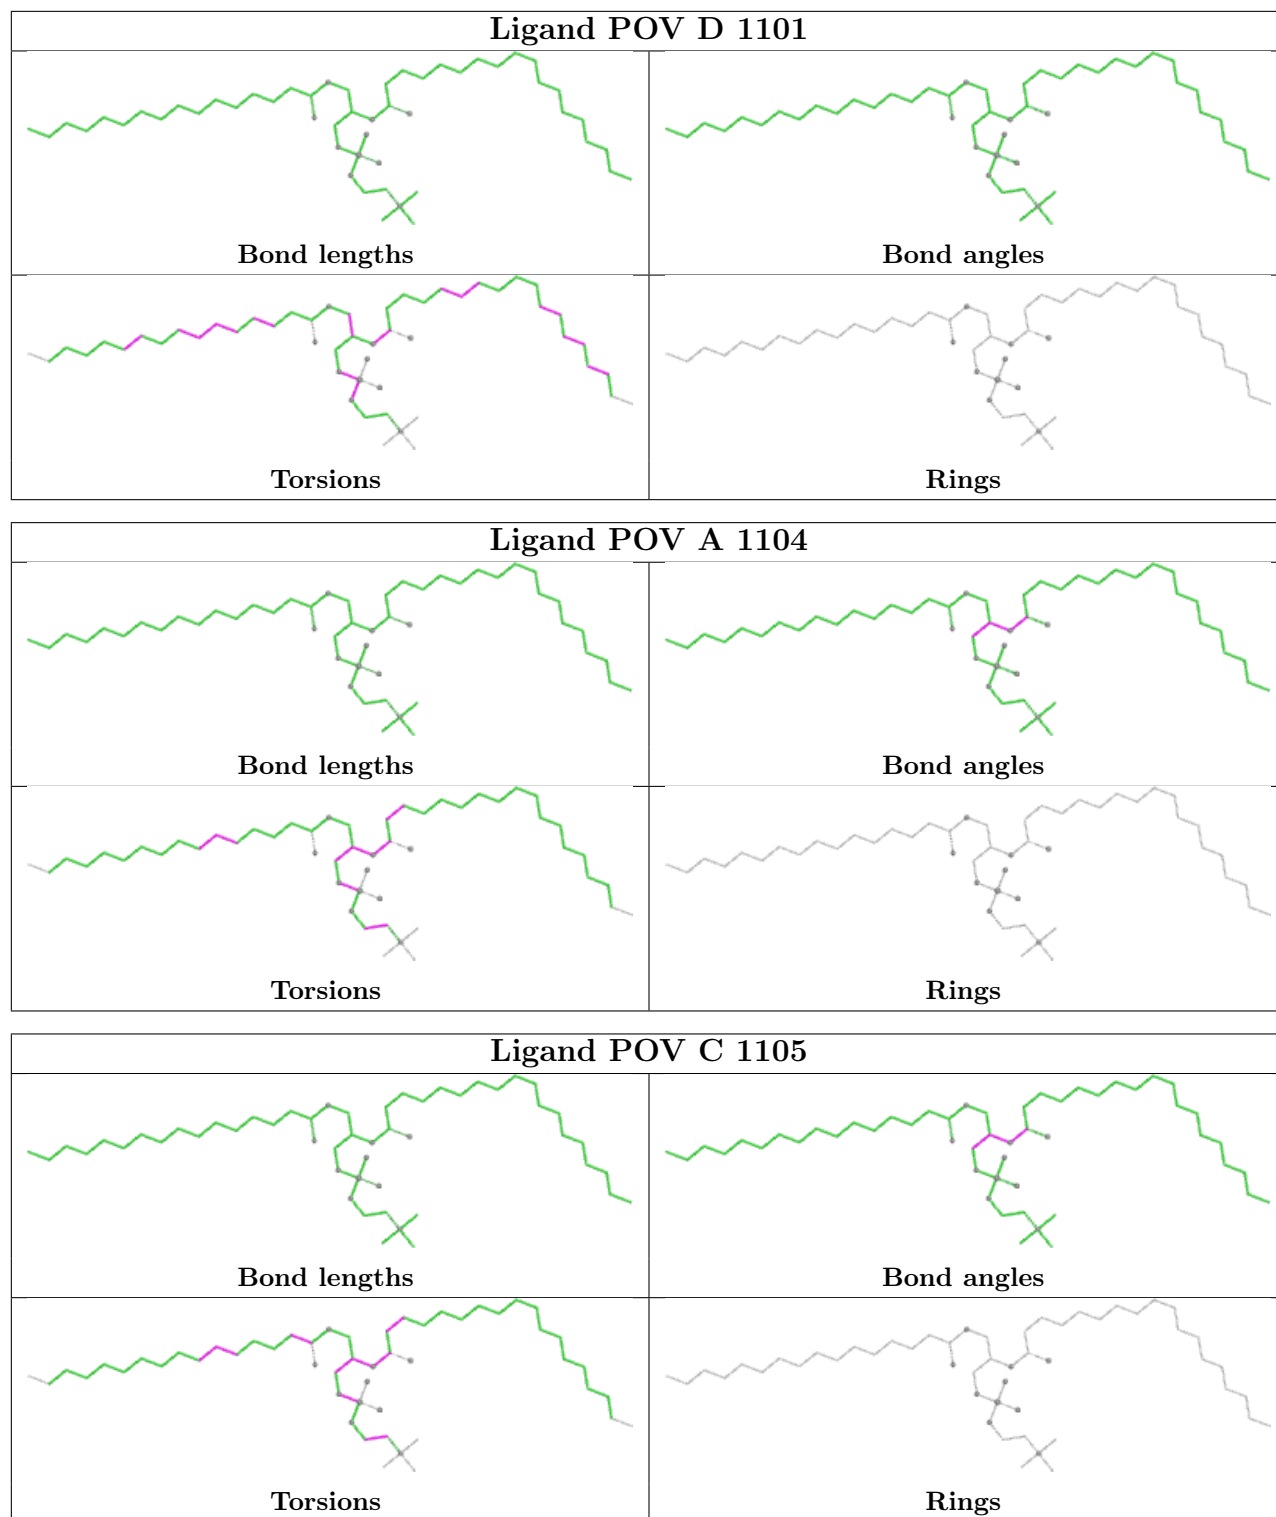 Ligand POV D 1101
Bond lengths
Bond angles
Torsions
Rings
Ligand POV A 1104
Bond lengths
Bond angles
Torsions
Rings
Ligand POV C 1105
Bond lengths
Bond angles
Torsions
Rings